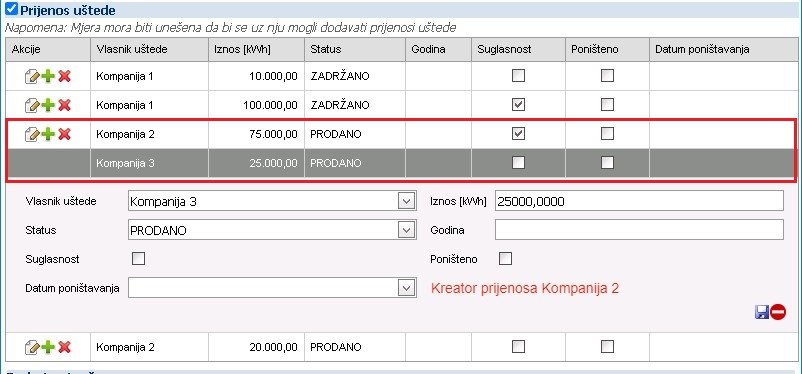 Prijenos uštede
Napomena: Mjera mora biti unešena da bi se uz nju mogli dodavati prijenosi uštede
Akcije Vlasnik uštede Iznos [kWh] Status Godina Suglasnost Poništeno Datum poništavanja
Kompanija 1 10.000,00 ZADRŽANO
Kompanija 1 100.000,00 ZADRŽANO
Kompanija 2 75.000,00 PRODANO
Kompanija 3 25.000,00 PRODANO
Vlasnik uštede Kompanija 3 Iznos [kWh] 25000,0000
Status PRODANO Godina
Suglasnost Poništeno
Datum poništavanja Kreator prijenosa Kompanija 2
Kompanija 2 20.000,00 PRODANO